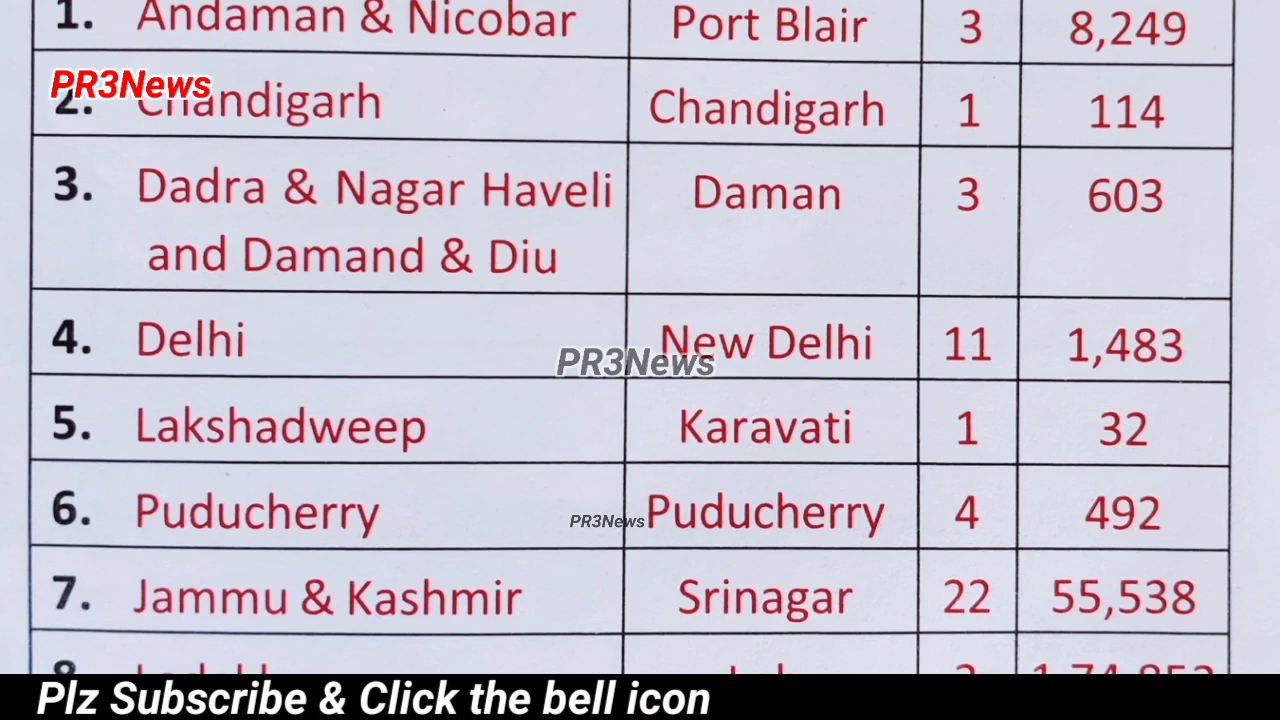 1. Andaman & Nicobar Port Blair 3 8,249
PR3News
2. Chandigarh Chandigarh 1 114
3. Dadra & Nagar Haveli Daman 3 603
and Damand & Diu
4. Delhi New Delhi 11 1,483
PR3News
5. Lakshadweep Karavati 1 32
6. Puducherry Puducherry 4 492
PR3News
7. Jammu & Kashmir Srinagar 22 55,538
8.
Plz Subscribe & Click the bell icon